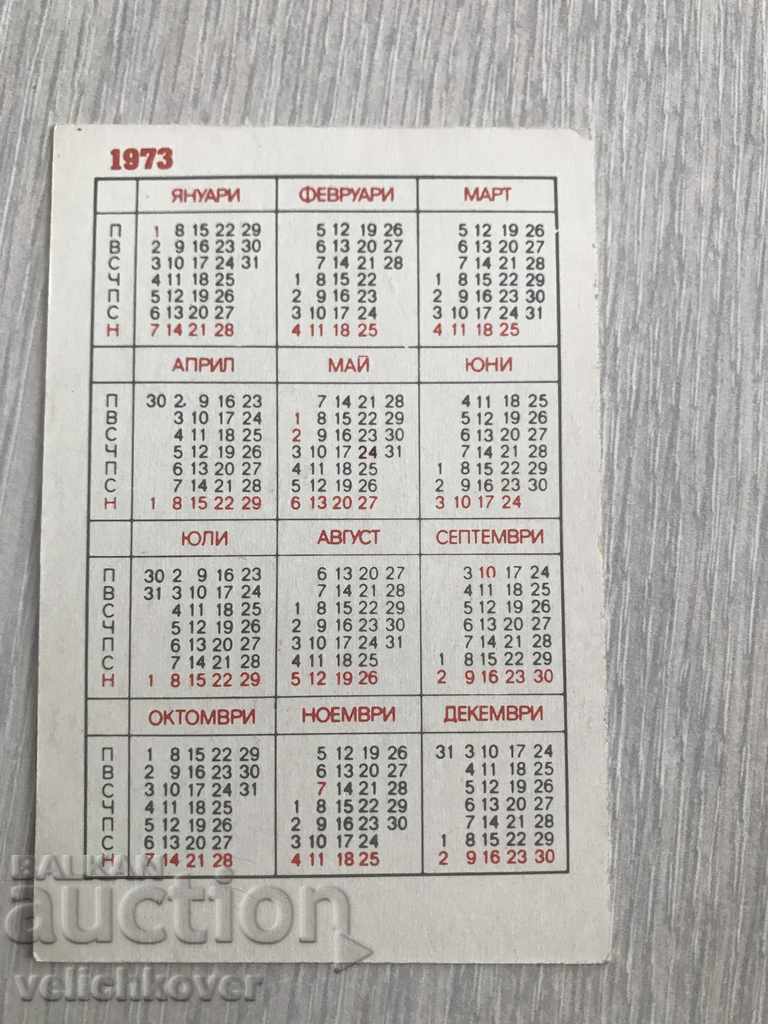 1973
ЯНУАРИ ФЕВРУАРИ МАРТ
П 1 8 15 22 29 5 12 19 26 5 12 19 26
В 2 9 16 23 30 6 13 20 27 6 13 20 27
С 3 10 17 24 31 7 14 21 28 7 14 21 28
Ч 4 11 18 25 1 8 15 22 1 8 15 22 29
П 5 12 19 26 2 9 16 23 2 9 16 23 30
С 6 13 20 27 3 10 17 24 3 10 17 24 31
Н 7 14 21 28 4 11 18 25 4 11 18 25
АПРИЛ МАЙ ЮНИ
П 30 2 9 16 23 7 14 21 28 4 11 18 25
В 3 10 17 24 1 8 15 22 29 5 12 19 26
С 4 11 18 25 2 9 16 23 30 6 13 20 27
Ч 5 12 19 26 3 10 17 24 31 7 14 21 28
П 6 13 20 27 4 11 18 25 1 8 15 22 29
С 7 14 21 28 5 12 19 26 2 9 16 23 30
Н 1 8 15 22 29 6 13 20 27 3 10 17 24
ЮЛИ АВГУСТ СЕПТЕМВРИ
П 30 2 9 16 23 6 13 20 27 3 10 17 24
В 31 3 10 17 24 7 14 21 28 4 11 18 25
С 4 11 18 25 1 8 15 22 29 5 12 19 26
Ч 5 12 19 26 2 9 16 23 30 6 13 20 27
П 6 13 20 27 3 10 17 24 31 7 14 21 28
С 7 14 21 28 4 11 18 25 1 8 15 22 29
Н 1 8 15 22 29 5 12 19 26 2 9 16 23 30
ОКТОМВРИ НОЕМВРИ ДЕКЕМВРИ
П 1 8 15 22 29 5 12 19 26 31 3 10 17 24
В 2 9 16 23 30 6 13 20 27 4 11 18 25
С 3 10 17 24 31 7 14 21 28 5 12 19 26
Ч 4 11 18 25 1 8 15 22 29 6 13 20 27
П 5 12 19 26 2 9 16 23 30 7 14 21 28
С 6 13 20 27 3 10 17 24 1 8 15 22 29
Н 7 14 21 28 4 11 18 25 2 9 16 23 30
BALKAN
auction
velichkover